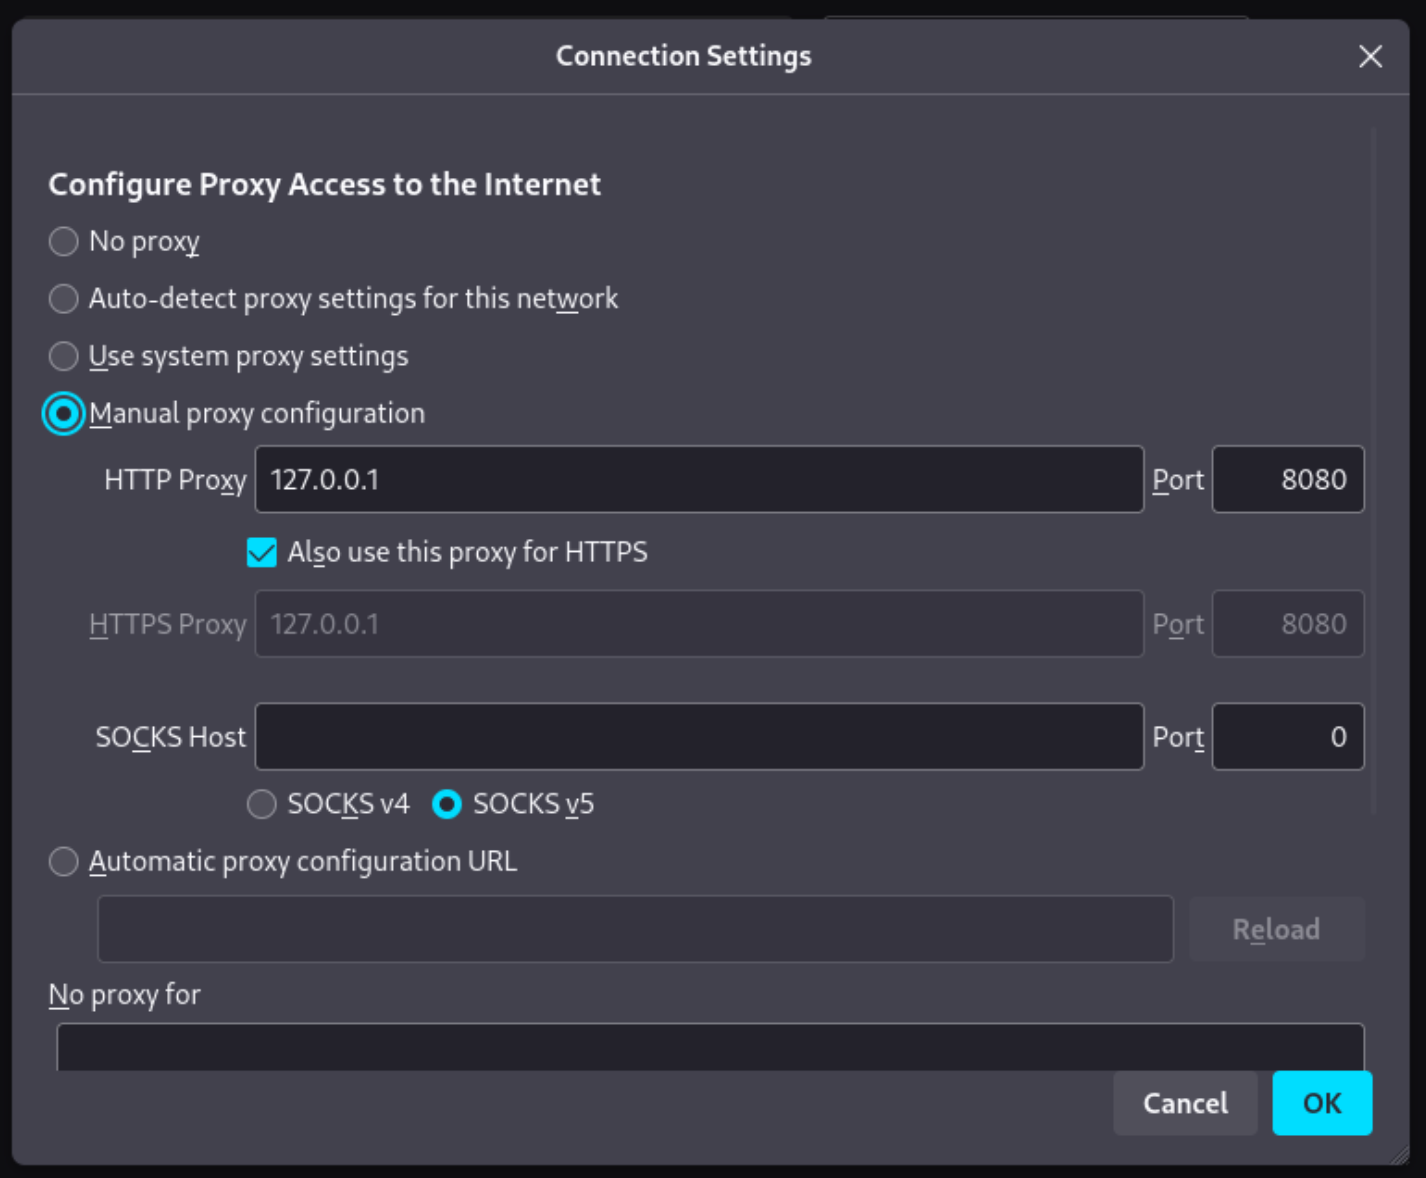 Connection Settings
Configure Proxy Access to the Internet
No proxy
Auto-detect proxy settings for this network
Use system proxy settings
Manual proxy configuration
HTTP Proxy 127.0.0.1 Port 8080
Also use this proxy for HTTPS
HTTPS Proxy 127.0.0.1 Port 8080
SOCKS Host Port 0
SOCKS v4 SOCKS v5
Automatic proxy configuration URL
Reload
No proxy for
Cancel OK